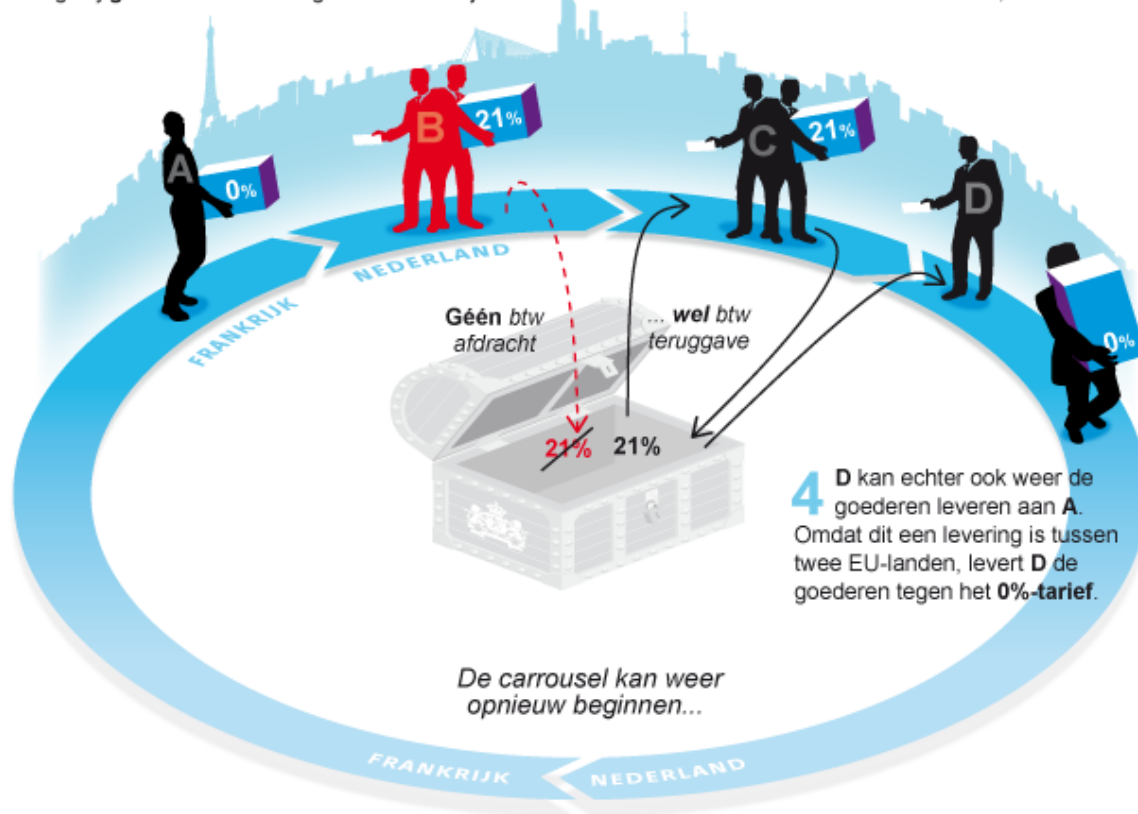 A
0%
B
21%
C
21%
D
0%
FRANKRIJK
NEDERLAND
Géén btw
afdracht
... wel btw
teruggave
21%
21%
4 D kan echter ook weer de
goederen leveren aan A.
Omdat dit een levering is tussen
twee EU-landen, levert D de
goederen tegen het 0%-tarief.
De carrousel kan weer
opnieuw beginnen...
FRANKRIJK
NEDERLAND